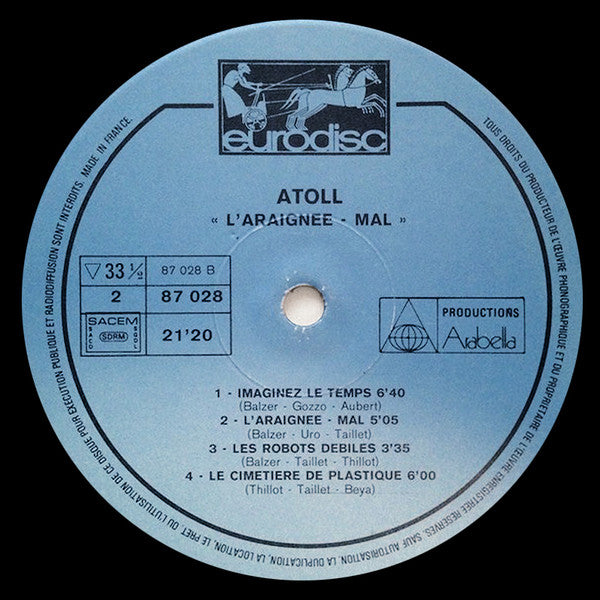 eurodisc
ATOLL
« L'ARAIGNEE - MAL »
▽ 33 1/2
87 028 B
2
87 028
SACEM
SACD
SDRM
SGDL
21'20
PRODUCTIONS
Arabella
1 - IMAGINEZ LE TEMPS 6'40
(Balzer - Gozzo - Aubert)
2 - L'ARAIGNEE - MAL 5'05
(Balzer - Uro - Taillet)
3 - LES ROBOTS DEBILES 3'35
(Balzer - Taillet - Thillot)
4 - LE CIMETIERE DE PLASTIQUE 6'00
(Thillot - Taillet - Beya)
TOUS DROITS DU PRODUCTEUR DE L'ŒUVRE PHONOGRAPHIQUE ET DU PROPRIETAIRE DE L'ŒUVRE ENREGISTREE RESERVES. SAUF AUTORISATION, LA DUPLICATION, LA LOCATION, LE PRET, OU L'UTILISATION DE CE DISQUE POUR EXECUTION PUBLIQUE ET RADIODIFFUSION SONT INTERDITS. MADE IN FRANCE.